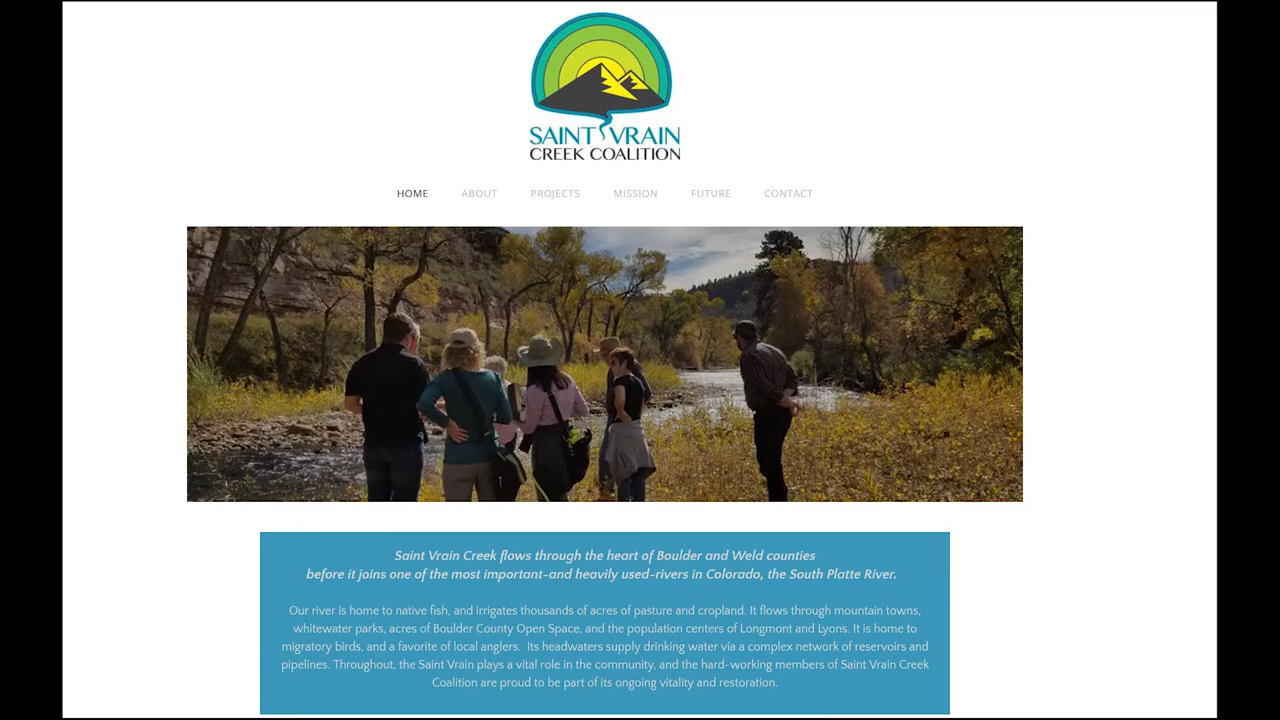 SAINT VRAIN
CREEK COALITION
HOME ABOUT PROJECTS MISSION FUTURE CONTACT
Saint Vrain Creek flows through the heart of Boulder and Weld counties
before it joins one of the most important-and heavily used-rivers in Colorado, the South Platte River.
Our river is home to native fish, and irrigates thousands of acres of pasture and cropland. It flows through mountain towns,
whitewater parks, acres of Boulder County Open Space, and the population centers of Longmont and Lyons. It is home to
migratory birds, and a favorite of local anglers. Its headwaters supply drinking water via a complex network of reservoirs and
pipelines. Throughout, the Saint Vrain plays a vital role in the community, and the hard-working members of Saint Vrain Creek
Coalition are proud to be part of its ongoing vitality and restoration.